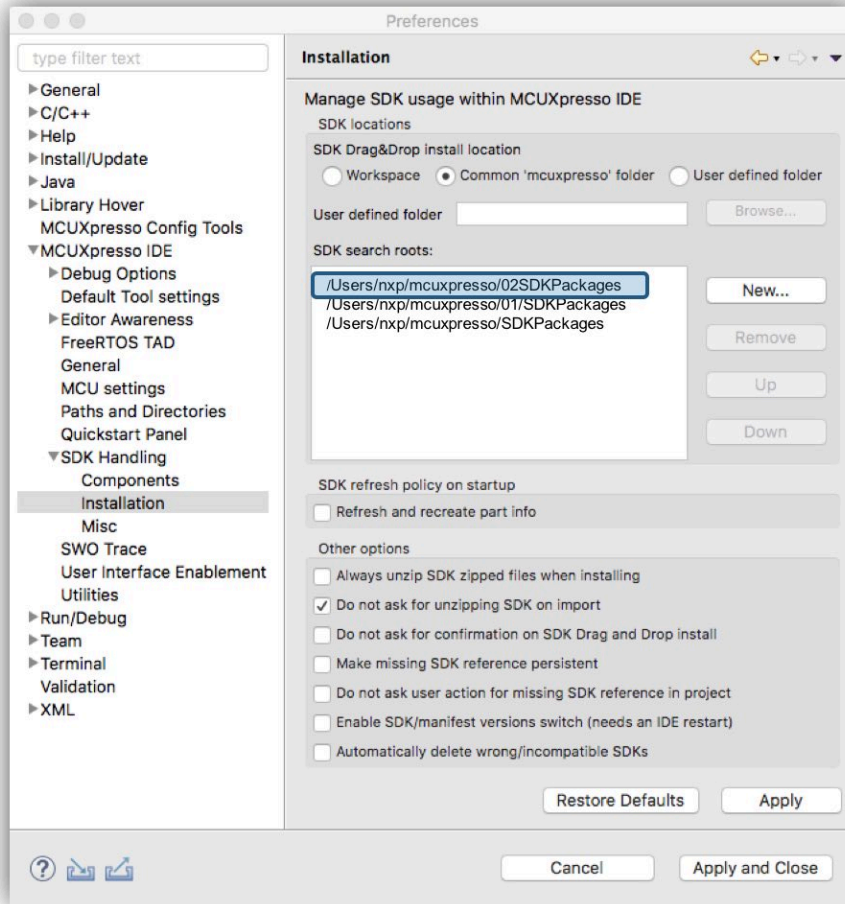 Preferences
type filter text
General
C/C++
Help
Install/Update
Java
Library Hover
MCUXpresso Config Tools
MCUXpresso IDE
Debug Options
Default Tool settings
Editor Awareness
FreeRTOS TAD
General
MCU settings
Paths and Directories
Quickstart Panel
SDK Handling
Components
Installation
Misc
SWO Trace
User Interface Enablement
Utilities
Run/Debug
Team
Terminal
Validation
XML
Installation
Manage SDK usage within MCUXpresso IDE
SDK locations
SDK Drag&Drop install location
Workspace Common 'mcuxpresso' folder User defined folder
User defined folder Browse...
SDK search roots:
/Users/nxp/mcuxpresso/02SDKPackages
/Users/nxp/mcuxpresso/01/SDKPackages
/Users/nxp/mcuxpresso/SDKPackages
New...
Remove
Up
Down
SDK refresh policy on startup
Refresh and recreate part info
Other options
Always unzip SDK zipped files when installing
Do not ask for unzipping SDK on import
Do not ask for confirmation on SDK Drag and Drop install
Make missing SDK reference persistent
Do not ask user action for missing SDK reference in project
Enable SDK/manifest versions switch (needs an IDE restart)
Automatically delete wrong/incompatible SDKs
Restore Defaults Apply
? Cancel Apply and Close